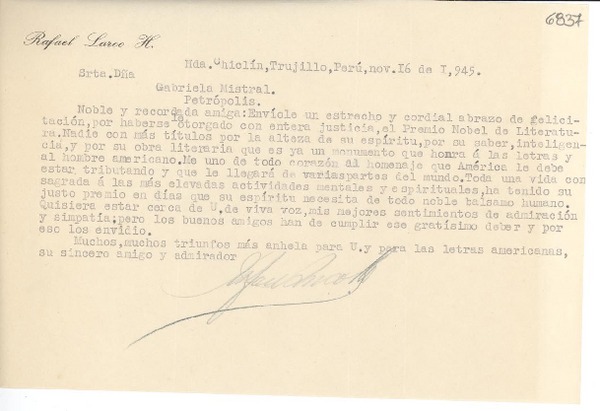 6837
Rafael Larco H.
Hda.Chiclín,Trujillo,Perú,nov.I6 de I,945.
Srta.Dña
Gabriela Mistral.
Petrópolis.
Noble y recordada amiga:Envíole un estrecho y cordial abrazo de felici-
tación,por haberse le otorgado con entera justicia,el Premio Nobel de Literatu-
ra.Nadie con más títulos por la alteza de su espíritu,por su saber,inteligen-
cia,y por su obra literaria que es ya un monumento que honra á las letras y
al hombre americano.Me uno de todo corazón al homenaje que América le debe
estar tributando y que le llegará de variaspartes del mundo.Toda una vida con
sagrada á las más elevadas actividades mentales y espirituales,ha tenido su
justo premio en días que su espíritu necesita de todo noble balsamo humano.
Quisiera estar cerca de U.de viva voz,mis mejores sentimientos de admiración
y simpatía;pero los buenos amigos han de cumplir ese gratísimo deber y por
eso los envidio.
Muchos,muchos triunfos más anhela para U.y para las letras americanas,
su sincero amigo y admirador